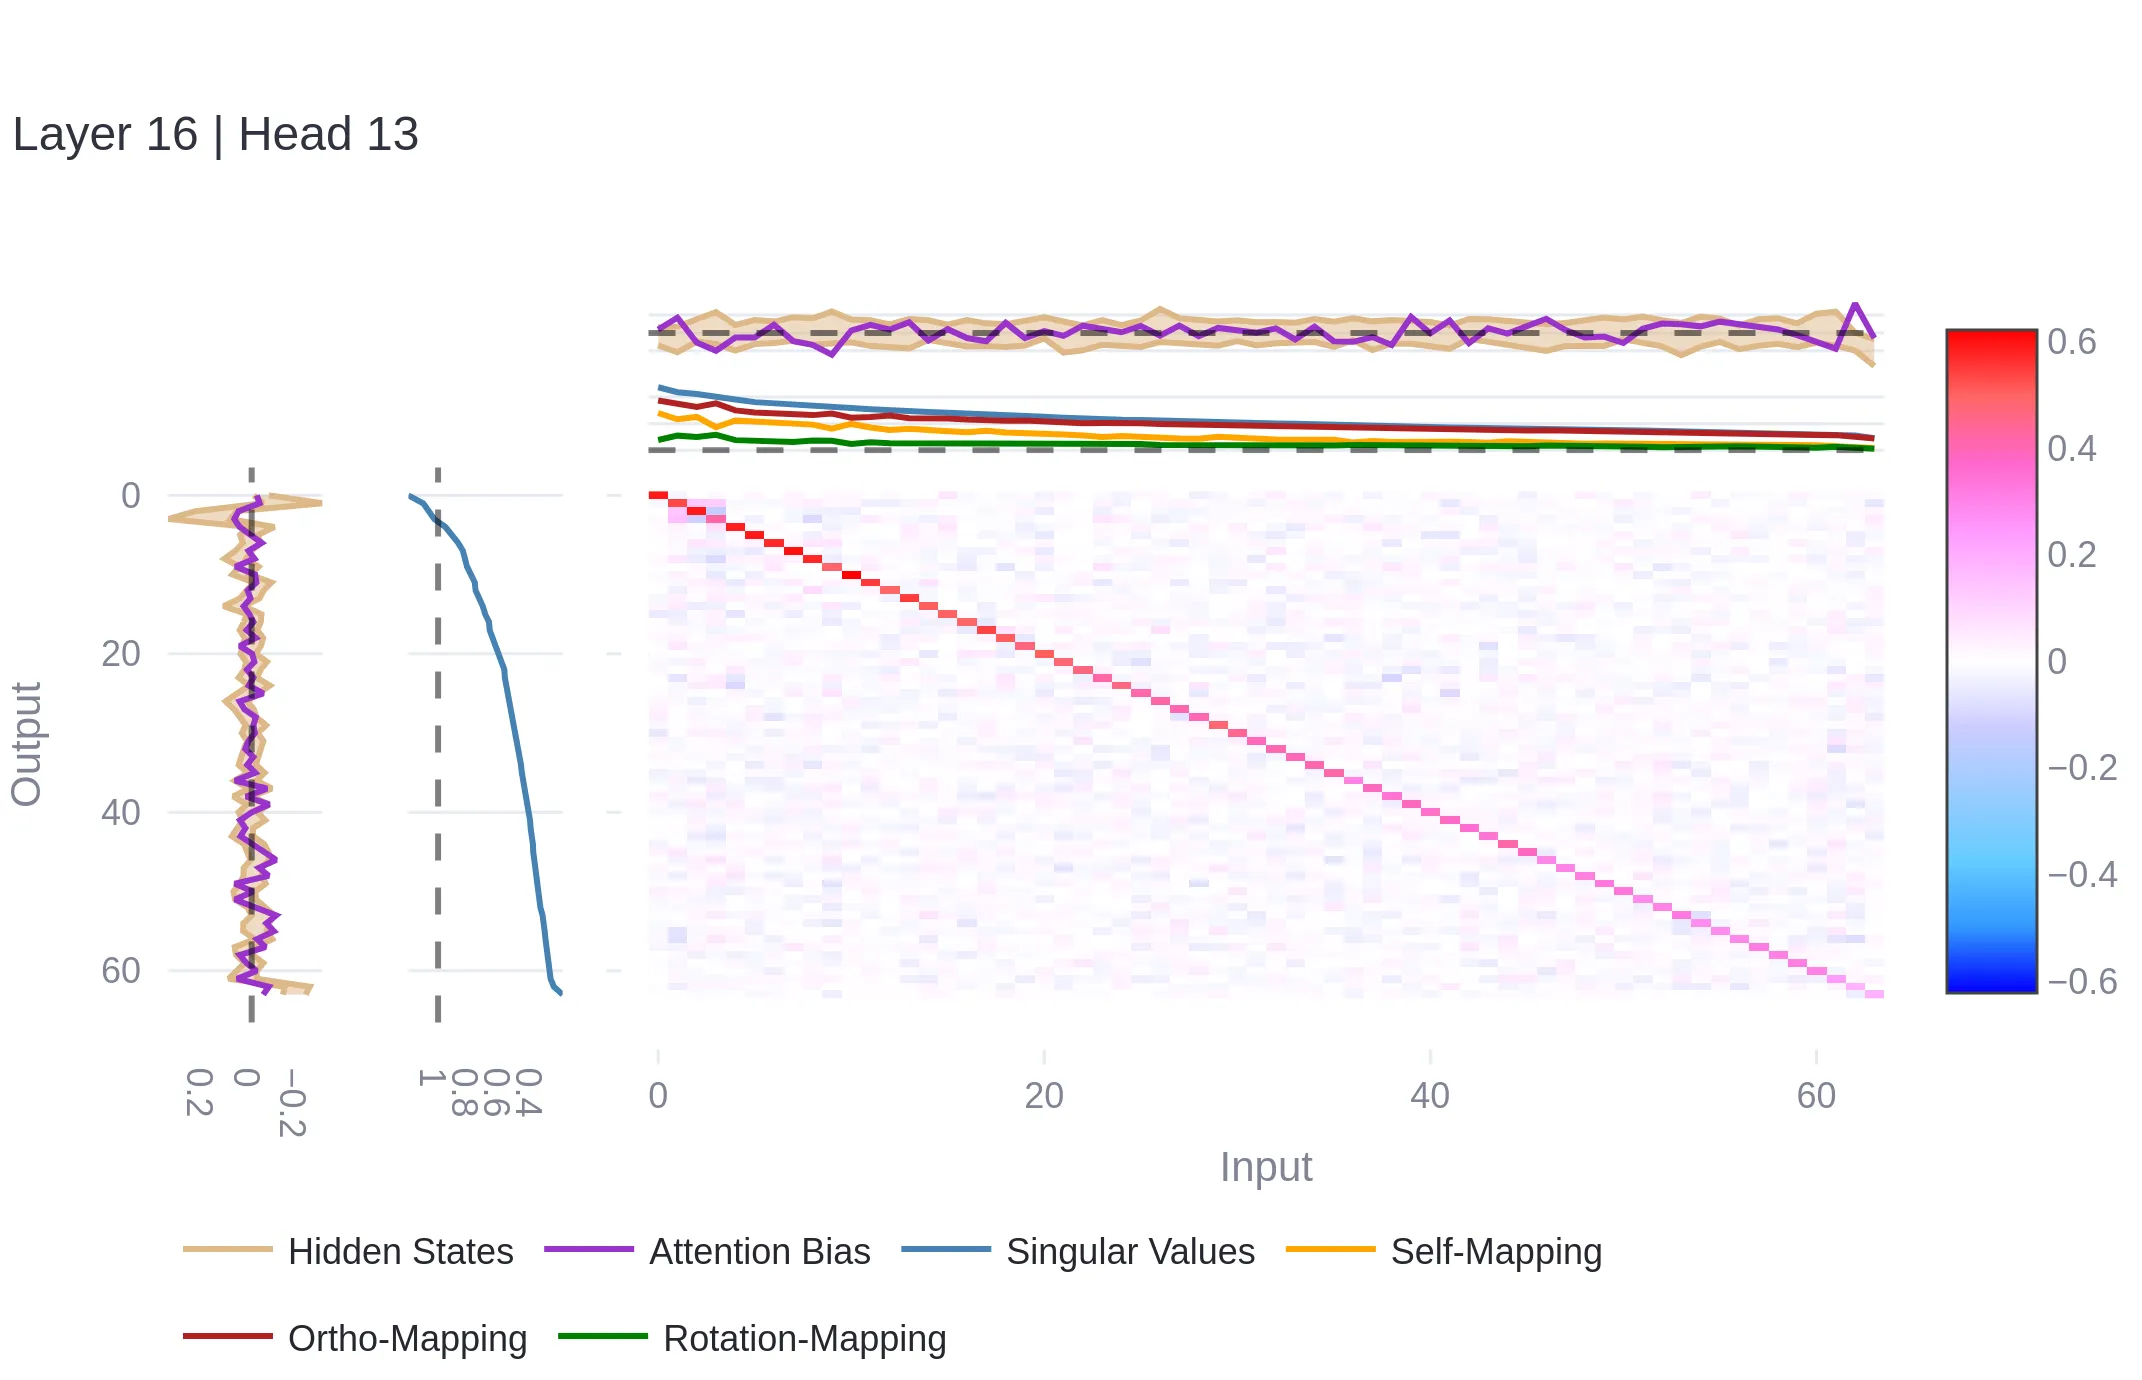 Layer 16 | Head 13
0.6
0.4
0.2
0
−0.2
−0.4
−0.6
0
20
40
60
Output
0.2
0
−0.2
1
0.8
0.6
0.4
0
20
40
60
Input
Hidden States
Attention Bias
Singular Values
Self-Mapping
Ortho-Mapping
Rotation-Mapping